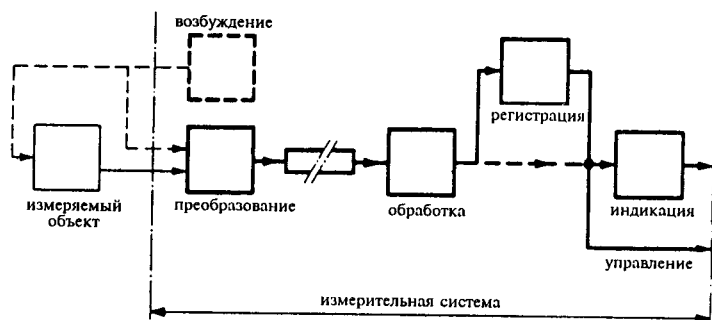 возбуждение
регистрация
измеряемый
объект
преобразование
обработка
индикация
управление
измерительная система